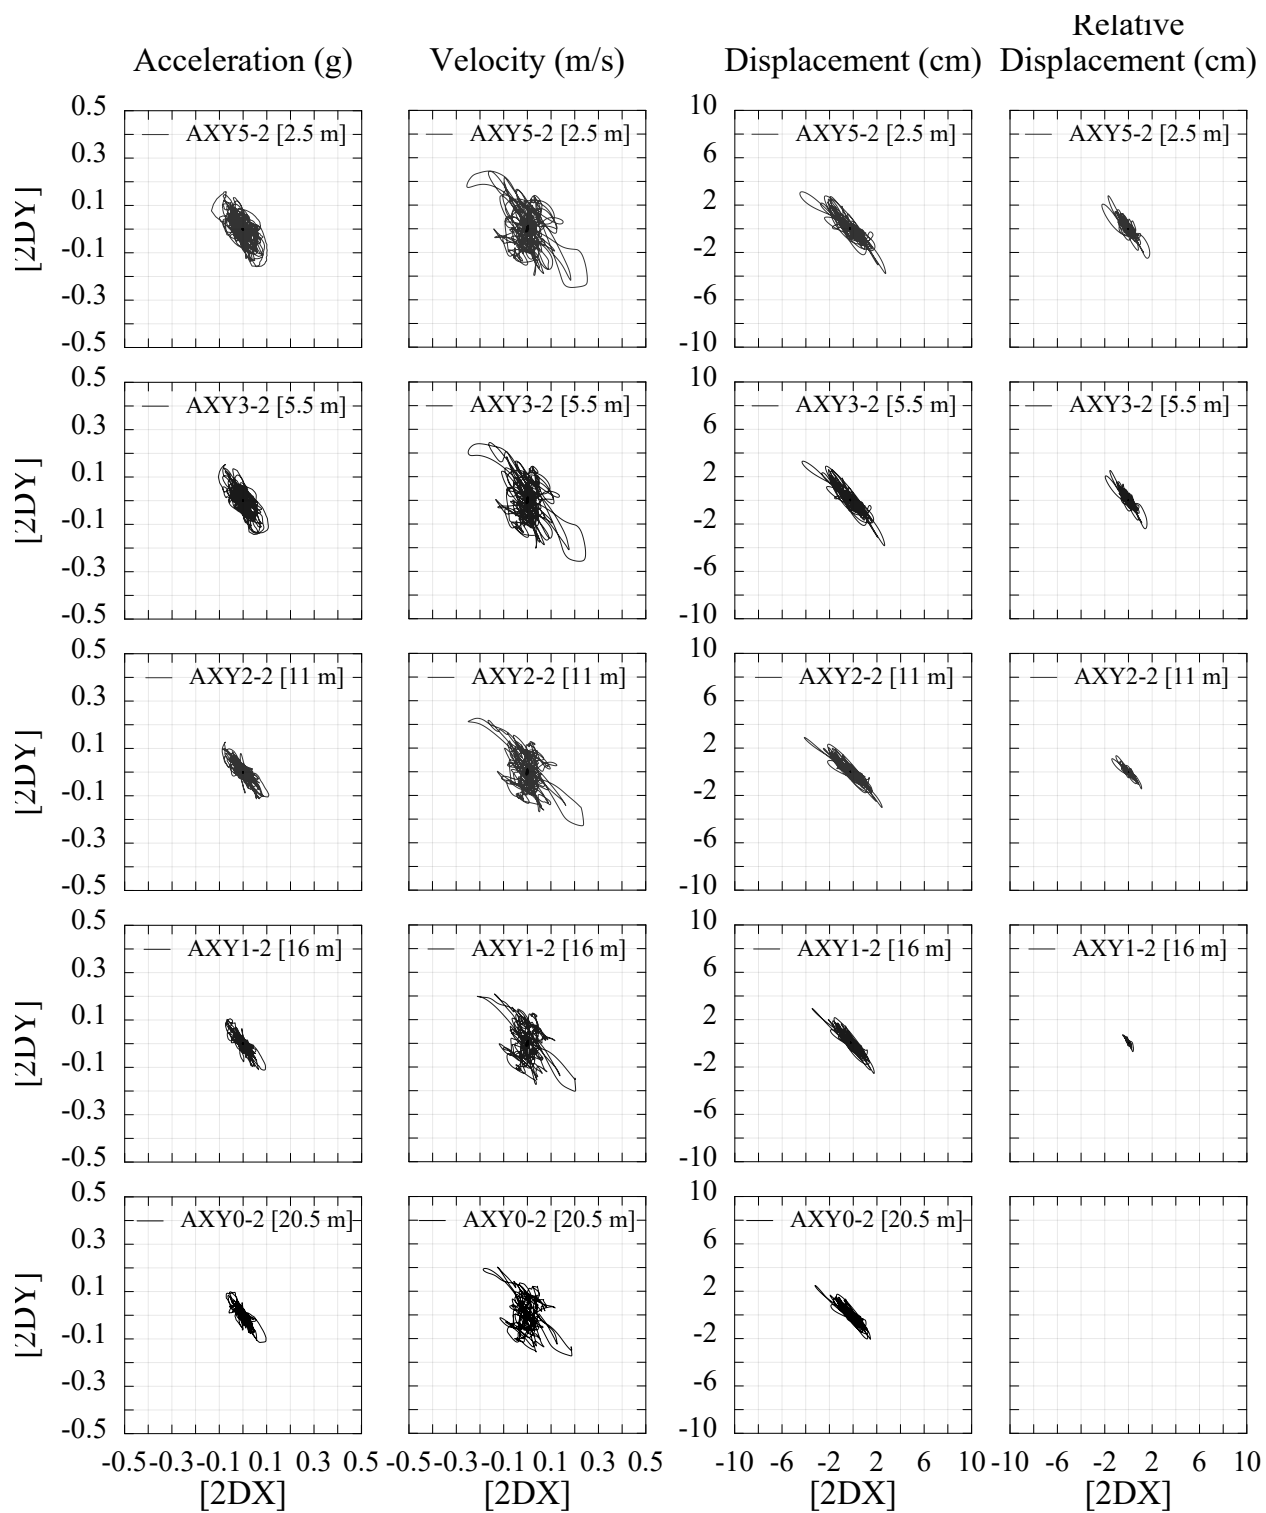 Relative
Acceleration (g) Velocity (m/s) Displacement (cm) Displacement (cm)
0.5 10
AXY5-2 [2.5 m] AXY5-2 [2.5 m] AXY5-2 [2.5 m] AXY5-2 [2.5 m]
0.3 6
0.1 2
[2DY]
-0.1 -2
-0.3 -6
-0.5 -10
0.5 10
AXY3-2 [5.5 m] AXY3-2 [5.5 m] AXY3-2 [5.5 m] AXY3-2 [5.5 m]
0.3 6
0.1 2
[2DY]
-0.1 -2
-0.3 -6
-0.5 -10
0.5 10
AXY2-2 [11 m] AXY2-2 [11 m] AXY2-2 [11 m] AXY2-2 [11 m]
0.3 6
0.1 2
[2DY]
-0.1 -2
-0.3 -6
-0.5 -10
0.5 10
AXY1-2 [16 m] AXY1-2 [16 m] AXY1-2 [16 m] AXY1-2 [16 m]
0.3 6
0.1 2
[2DY]
-0.1 -2
-0.3 -6
-0.5 -10
0.5 10
AXY0-2 [20.5 m] AXY0-2 [20.5 m] AXY0-2 [20.5 m]
0.3 6
0.1 2
[2DY]
-0.1 -2
-0.3 -6
-0.5 -10
-0.5 -0.3 -0.1 0.1 0.3 0.5 -0.5 -0.3 -0.1 0.1 0.3 0.5 -10 -6 -2 2 6 10 -10 -6 -2 2 6 10
[2DX] [2DX] [2DX] [2DX]